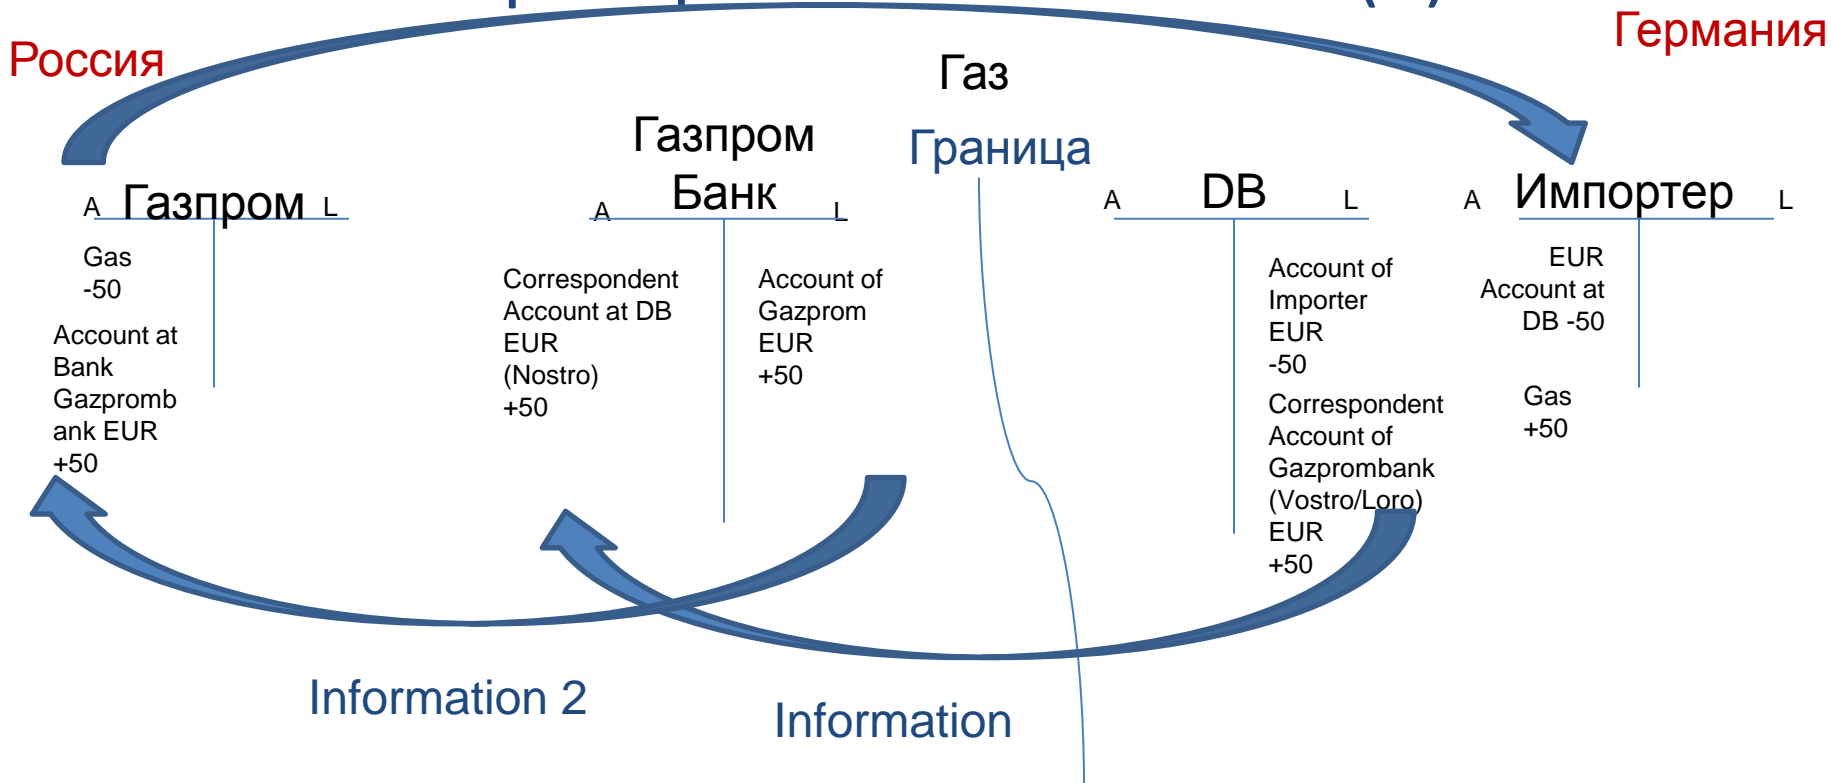 Россия
Германия
Газ
Граница
A Газпром L
Gas
-50
Account at
Bank
Gazpromb
ank EUR
+50
Газпром
A Банк L
Correspondent
Account at DB
EUR
(Nostro)
+50
Account of
Gazprom
EUR
+50
A DB L
Account of
Importer
EUR
-50
Correspondent
Account of
Gazprombank
(Vostro/Loro)
EUR
+50
A Импортер L
EUR
Account at
DB -50
Gas
+50
Information 2
Information